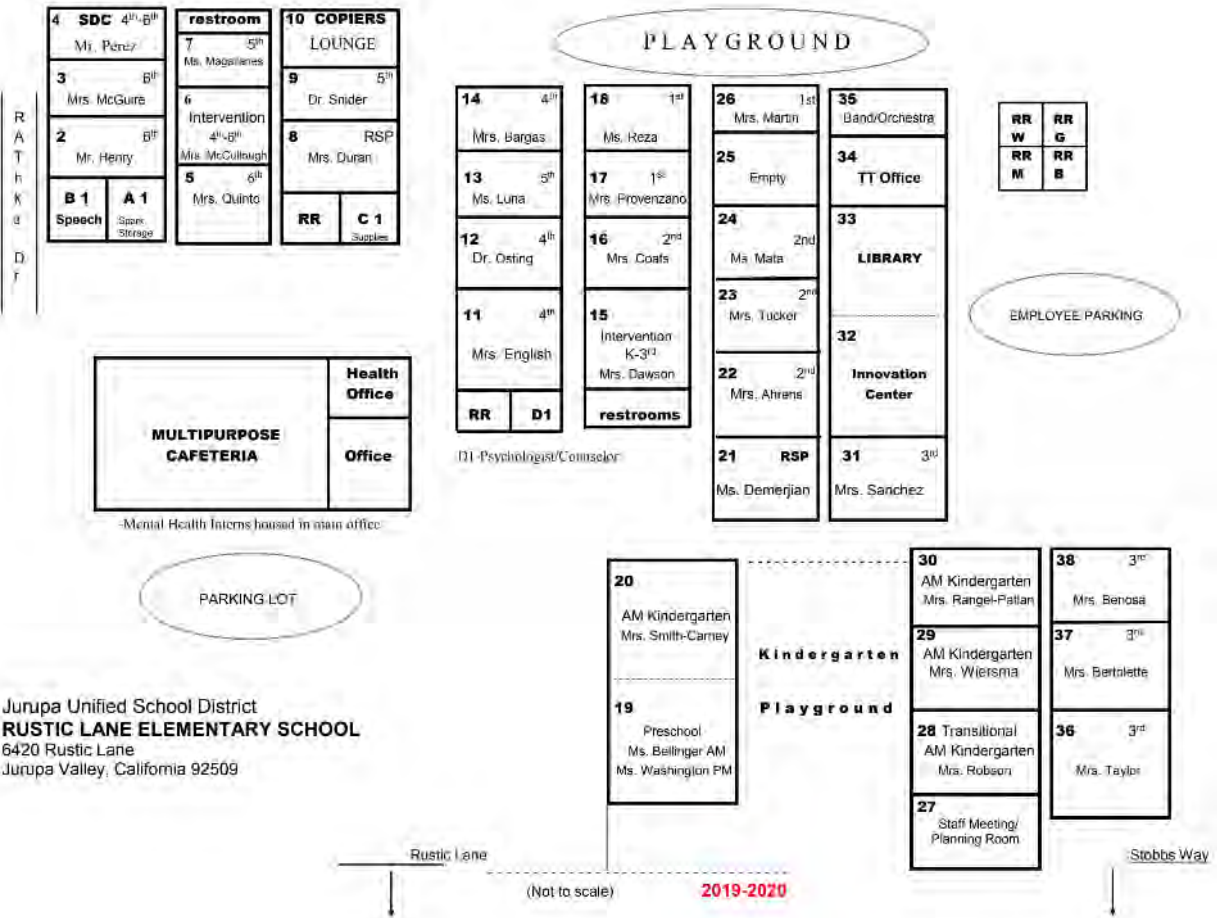 4 SDC 4th-6th
Mr. Perez
3 6th
Mrs. McGuire
2 6th
Mr. Henry
B 1
Speech
A 1
Spark
Storage
restroom
7 5th
Ms. Magallanes
6
Intervention
4th-6th
Mrs. McCullough
5 6th
Mrs. Quinto
10 COPIERS
LOUNGE
9 5th
Dr. Snider
8 RSP
Mrs. Duran
RR
C 1
Supplies
RAThke Dr
PLAYGROUND
14 4th
Mrs. Bargas
13 5th
Ms. Luna
12 4th
Dr. Osting
11 4th
Mrs. English
RR D1
D1-Psychologist/Counselor
18 1st
Ms. Reza
17 1st
Mrs. Provenzano
16 2nd
Mrs. Coats
15
Intervention
K-3rd
Mrs. Dawson
restrooms
26 1st
Mrs. Martin
25
Empty
24
2nd
Ms. Mata
23 2nd
Mrs. Tucker
22 2nd
Mrs. Ahrens
21 RSP
Ms. Demerjian
35
Band/Orchestra
34
TT Office
33
LIBRARY
32
Innovation
Center
31 3rd
Mrs. Sanchez
RR W
RR G
RR M
RR B
EMPLOYEE PARKING
MULTIPURPOSE
CAFETERIA
Health
Office
Office
-Mental Health Interns housed in main office
PARKING LOT
20
AM Kindergarten
Mrs. Smith-Carney
19
Preschool
Ms. Bellinger AM
Ms. Washington PM
Kindergarten
Playground
30
AM Kindergarten
Mrs. Rangel-Patlan
29
AM Kindergarten
Mrs. Wiersma
28 Transitional
AM Kindergarten
Mrs. Robson
27
Staff Meeting/
Planning Room
38 3rd
Mrs. Benosa
37 3rd
Mrs. Bertolette
36 3rd
Mrs. Taylor
Jurupa Unified School District
RUSTIC LANE ELEMENTARY SCHOOL
6420 Rustic Lane
Jurupa Valley, California 92509
Rustic Lane
(Not to scale)
2019-2020
Stobbs Way